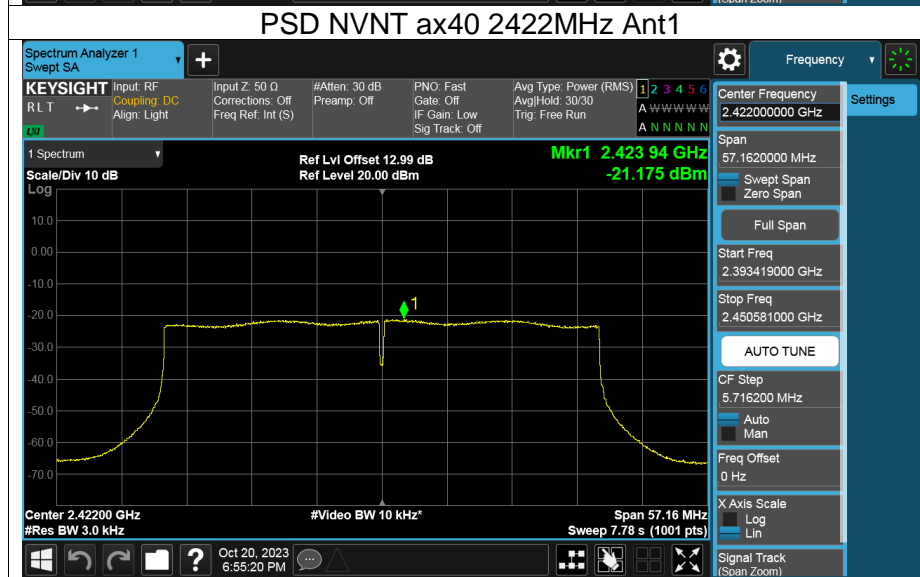 (Span Zoom)
PSD NVNT ax40 2422MHz Ant1
Spectrum Analyzer 1
Swept SA
+
Frequency
KEYSIGHT
R L T
LXI
Input: RF
Coupling: DC
Align: Light
Input Z: 50 Ω
Corrections: Off
Freq Ref: Int (S)
#Atten: 30 dB
Preamp: Off
PNO: Fast
Gate: Off
IF Gain: Low
Sig Track: Off
Avg Type: Power (RMS)
Avg|Hold: 30/30
Trig: Free Run
1 2 3 4 5 6
A W W W W W
A N N N N N
Center Frequency
2.422000000 GHz
Settings
Span
57.1620000 MHz
Swept Span
Zero Span
Full Span
Start Freq
2.393419000 GHz
Stop Freq
2.450581000 GHz
AUTO TUNE
CF Step
5.716200 MHz
Auto
Man
Freq Offset
0 Hz
X Axis Scale
Log
Lin
Signal Track
(Span Zoom)
1 Spectrum
Scale/Div 10 dB
Ref Lvl Offset 12.99 dB
Ref Level 20.00 dBm
Mkr1 2.423 94 GHz
-21.175 dBm
Log
10.0
0.00
-10.0
-20.0
-30.0
-40.0
-50.0
-60.0
-70.0
1
Center 2.42200 GHz
#Res BW 3.0 kHz
#Video BW 10 kHz*
Span 57.16 MHz
Sweep 7.78 s (1001 pts)
?
Oct 20, 2023
6:55:20 PM